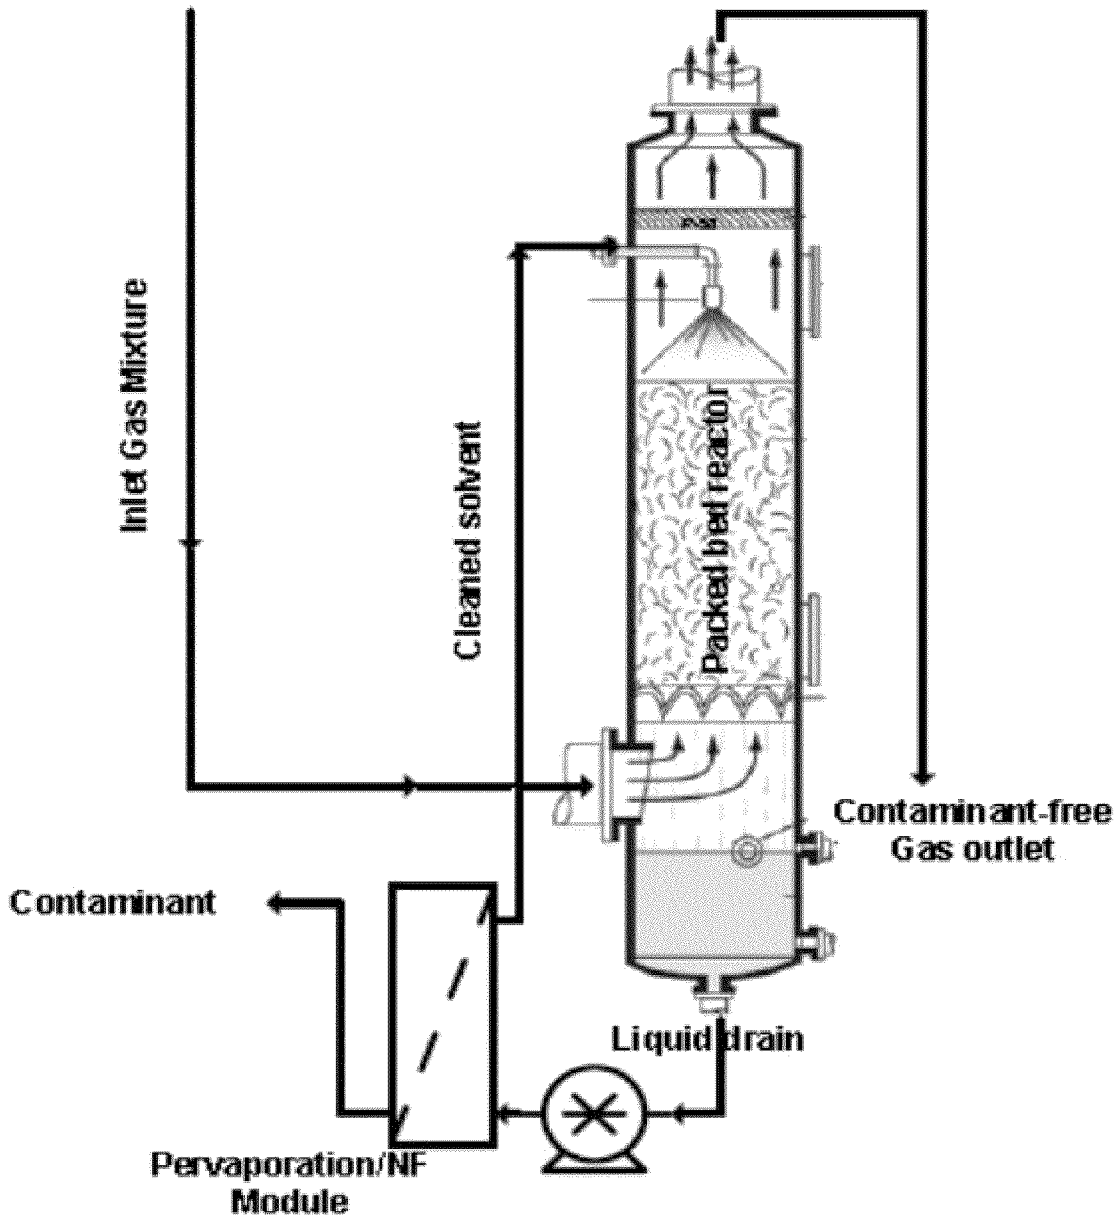 Inlet Gas Mixture
Cleaned solvent
Packed bed reactor
Contaminant-free
Gas outlet
Contaminant
Liquid drain
Pervaporation/NF
Module